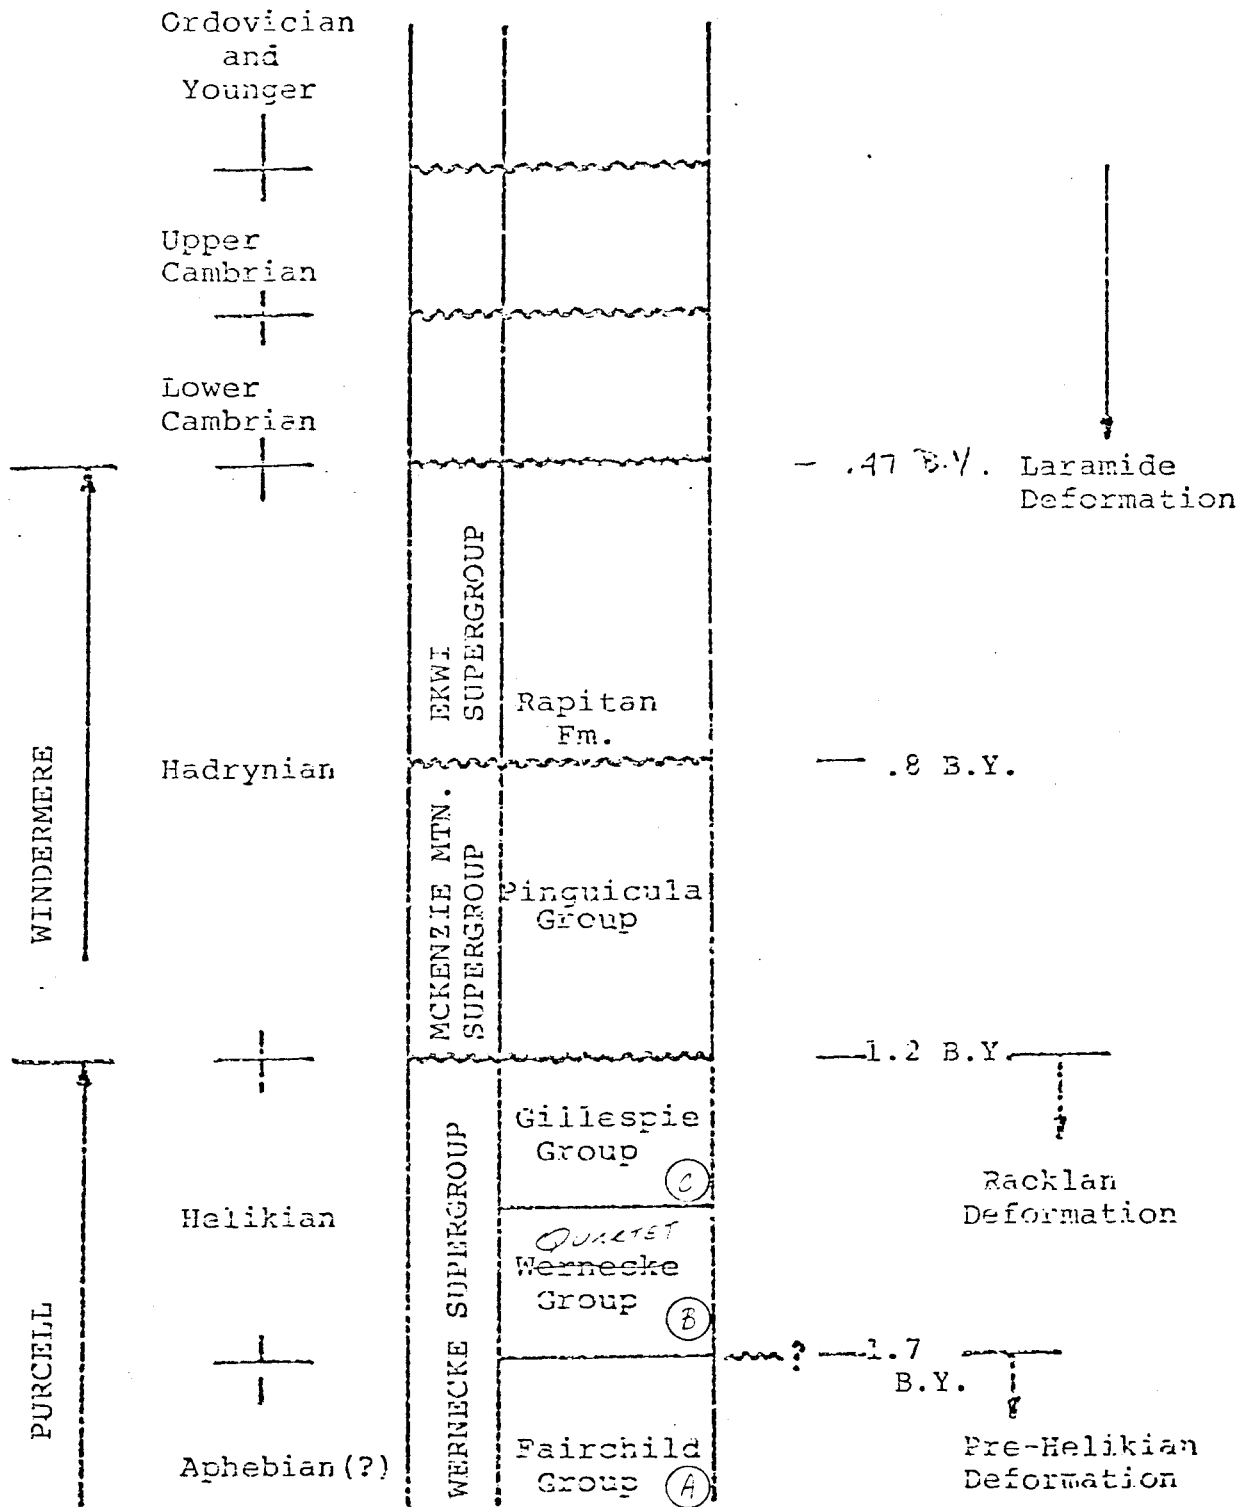 Ordovician
and
Younger
Upper
Cambrian
Lower
Cambrian
.47 B.Y.
Laramide
Deformation
WINDERMERE
Hadrynian
EKWI
SUPERGROUP
Rapitan
Fm.
.8 B.Y.
MCKENZIE MTN.
SUPERGROUP
Pinguicula
Group
1.2 B.Y.
Racklan
Deformation
PURCELL
Helikian
WERNECKE SUPERGROUP
Gillespie
Group
C
QUARTET
Wernecke
Group
B
?
1.7
B.Y.
Pre-Helikian
Deformation
Aphebian(?)
Fairchild
Group
A